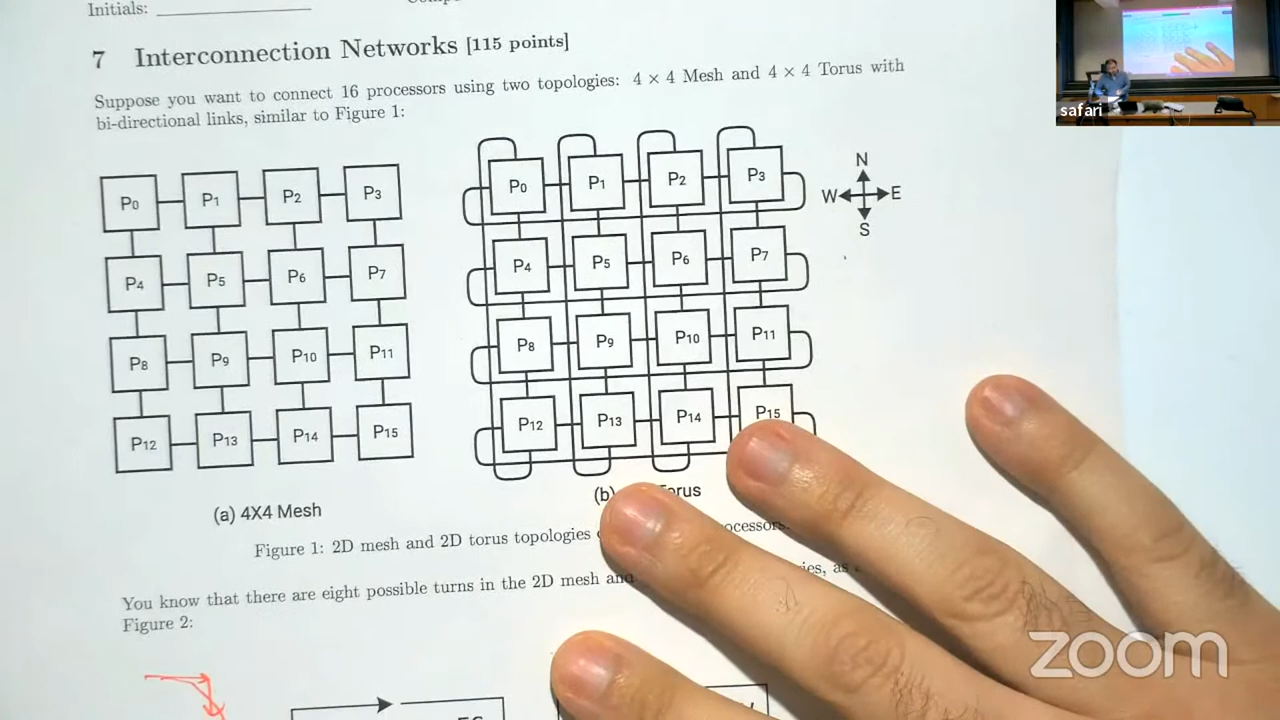 Initials:
7 Interconnection Networks [115 points]
Suppose you want to connect 16 processors using two topologies: 4 × 4 Mesh and 4 × 4 Torus with
bi-directional links, similar to Figure 1:
P0 P1 P2 P3
P4 P5 P6 P7
P8 P9 P10 P11
P12 P13 P14 P15
(a) 4X4 Mesh
P0 P1 P2 P3
P4 P5 P6 P7
P8 P9 P10 P11
P12 P13 P14 P15
(b)
N
W E
S
Figure 1: 2D mesh and 2D torus topologies
You know that there are eight possible turns in the 2D mesh and
Figure 2:
safari
zoom